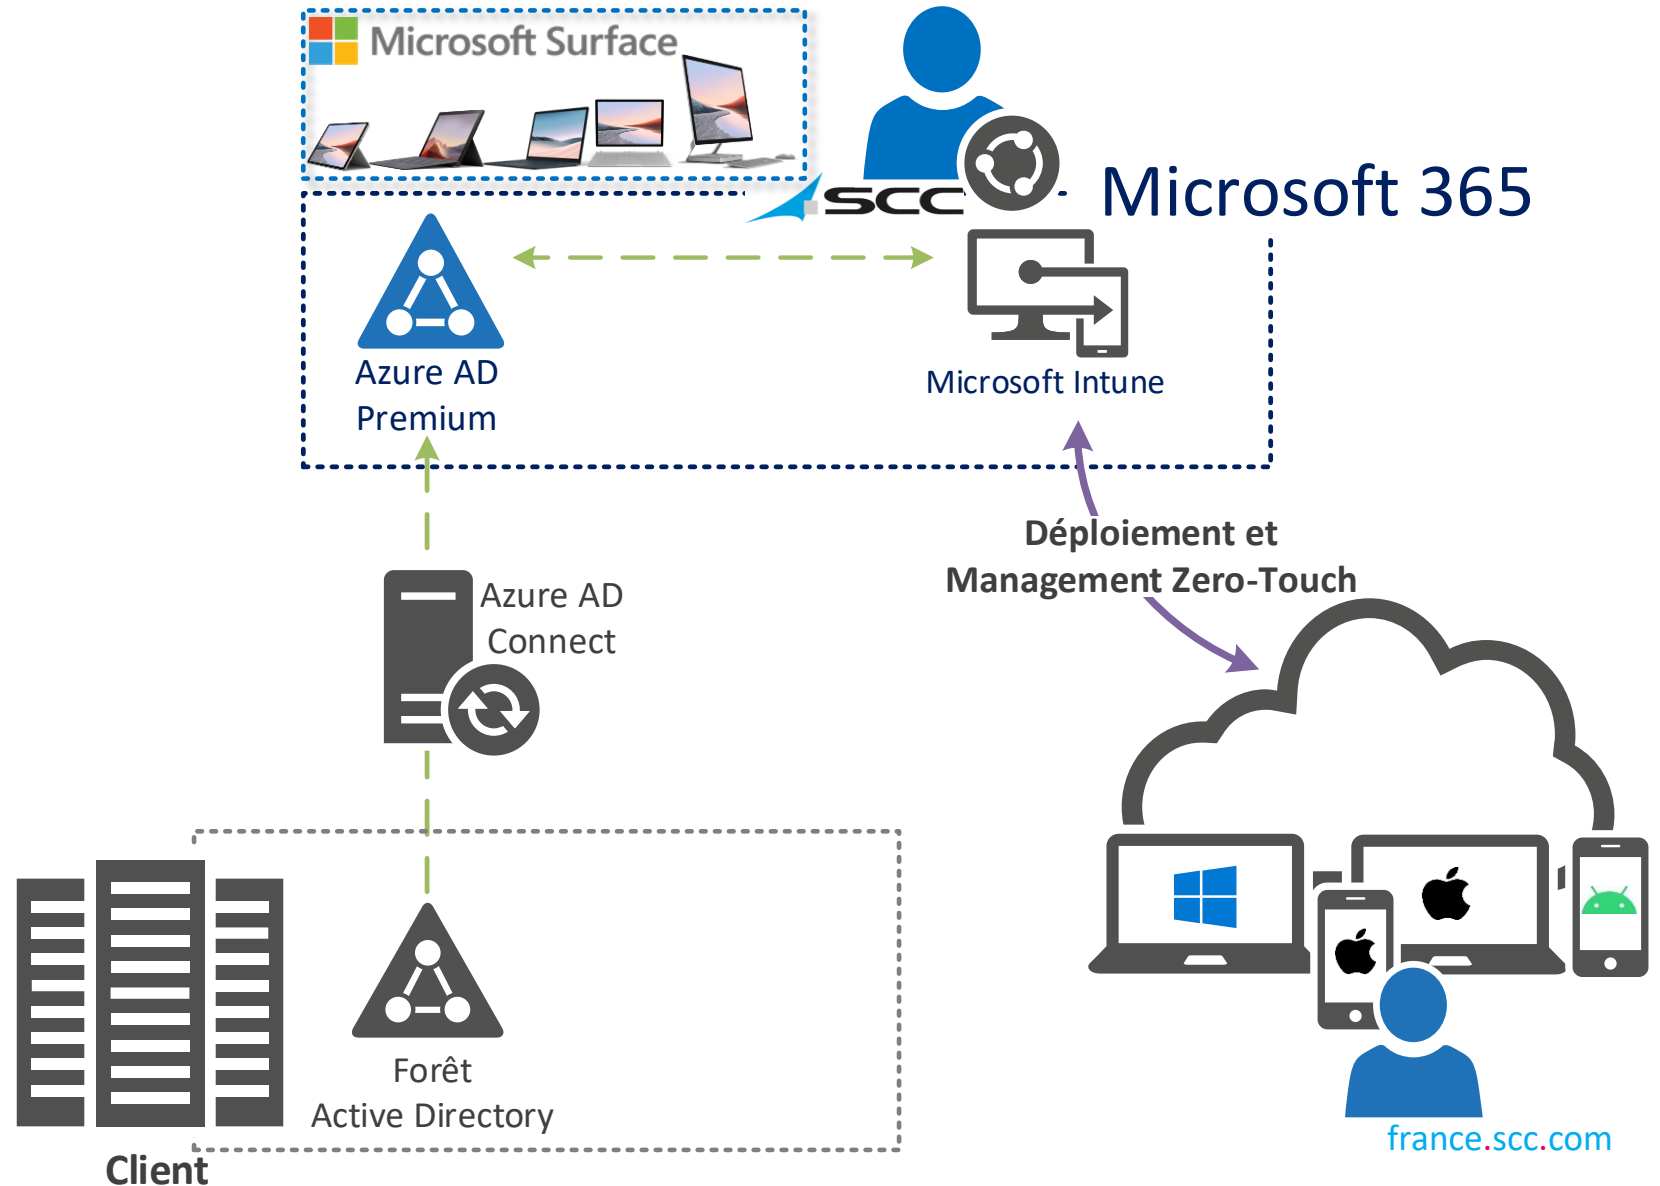 Microsoft Surface
SCC
Microsoft 365
Azure AD
Premium
Microsoft Intune
Déploiement et
Management Zero-Touch
Azure AD
Connect
Forêt
Active Directory
Client
france.scc.com